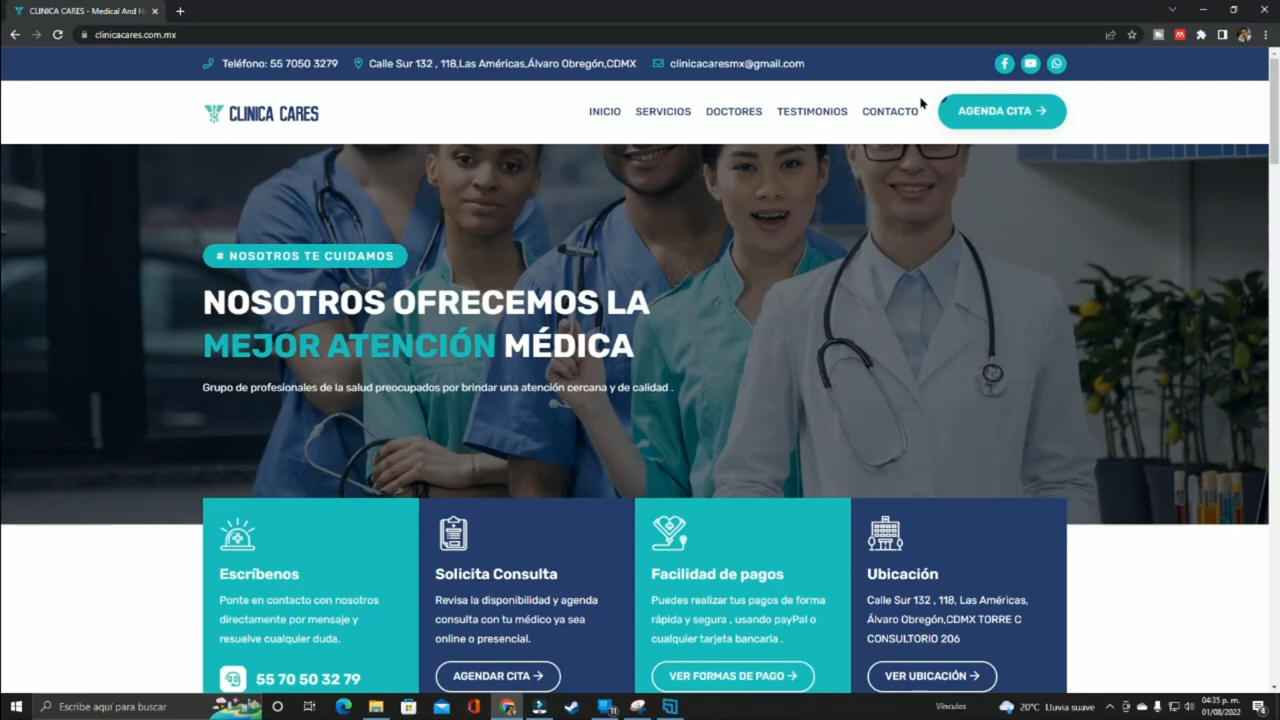 CLINICA CARES - Medical And H
clinicacares.com.mx
Teléfono: 55 7050 3279
Calle Sur 132 , 118,Las Américas,Álvaro Obregón,CDMX
clinicacaresmx@gmail.com
CLINICA CARES
INICIO
SERVICIOS
DOCTORES
TESTIMONIOS
CONTACTO
AGENDA CITA →
# NOSOTROS TE CUIDAMOS
NOSOTROS OFRECEMOS LA
MEJOR ATENCIÓN MÉDICA
Grupo de profesionales de la salud preocupados por brindar una atención cercana y de calidad .
Escríbenos
Ponte en contacto con nosotros
directamente por mensaje y
resuelve cualquier duda.
55 70 50 32 79
Solicita Consulta
Revisa la disponibilidad y agenda
consulta con tu médico ya sea
online o presencial.
AGENDAR CITA →
Facilidad de pagos
Puedes realizar tus pagos de forma
rápida y segura , usando payPal o
cualquier tarjeta bancaria .
VER FORMAS DE PAGO →
Ubicación
Calle Sur 132 , 118, Las Américas,
Álvaro Obregón,CDMX TORRE C
CONSULTORIO 206
VER UBICACIÓN →
Escribe aquí para buscar
Vínculos
20°C Lluvia suave
04:35 p. m.
01/08/2022